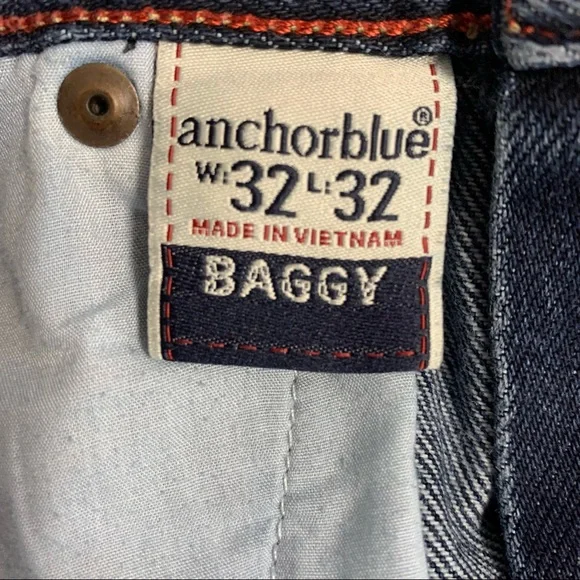 anchorblue®
W:32 L:32
MADE IN VIETNAM
BAGGY